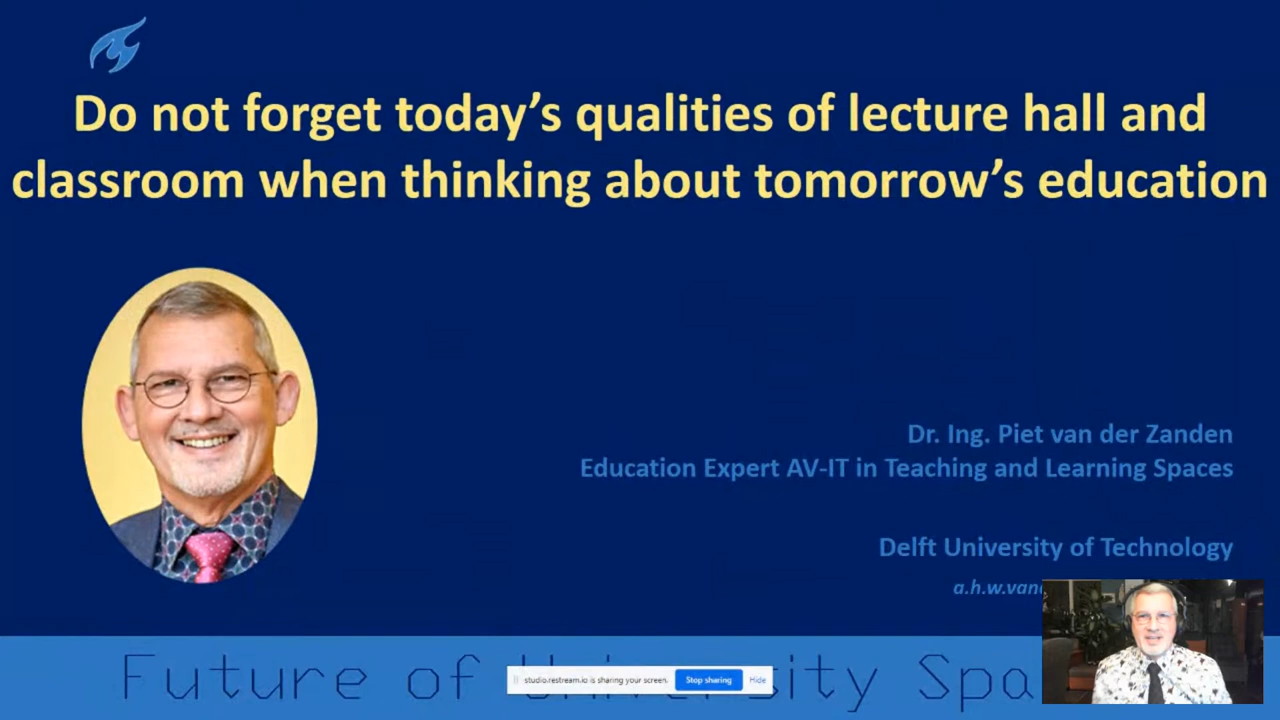 Do not forget today's qualities of lecture hall and
classroom when thinking about tomorrow's education
Dr. Ing. Piet van der Zanden
Education Expert AV-IT in Teaching and Learning Spaces
Delft University of Technology
Future of
studio.restream.io is sharing your screen. Stop sharing Hide